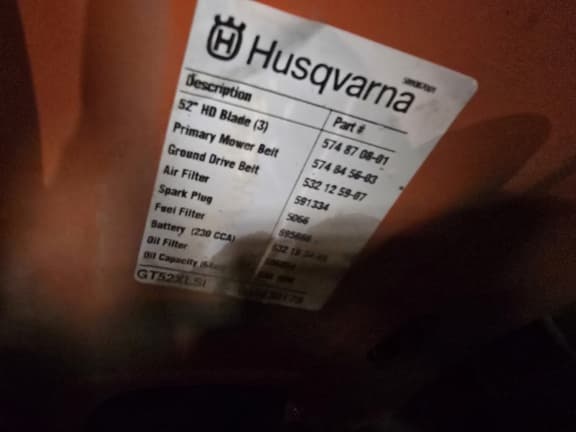 Husqvarna
Description Part #
52" HD Blade (3) 574 87 08-01
Primary Mower Belt 574 84 56-03
Ground Drive Belt 532 12 59-07
Air Filter 591334
Spark Plug 5066
Fuel Filter
Battery (230 CCA)
Oil Filter
Oil Capacity
GT52XLSi